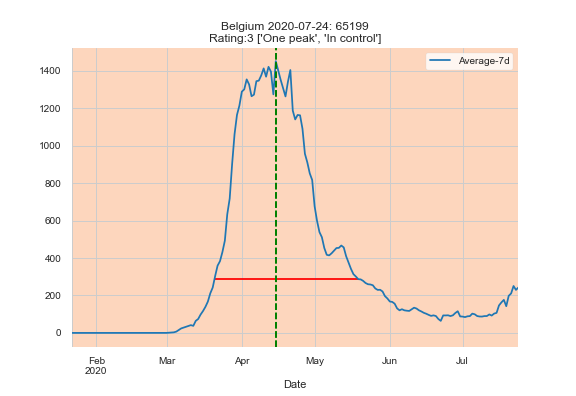 Belgium 2020-07-24: 65199
Rating:3 ['One peak', 'In control']
Average-7d
1400
1200
1000
800
600
400
200
0
Feb
2020
Mar
Apr
May
Jun
Jul
Date